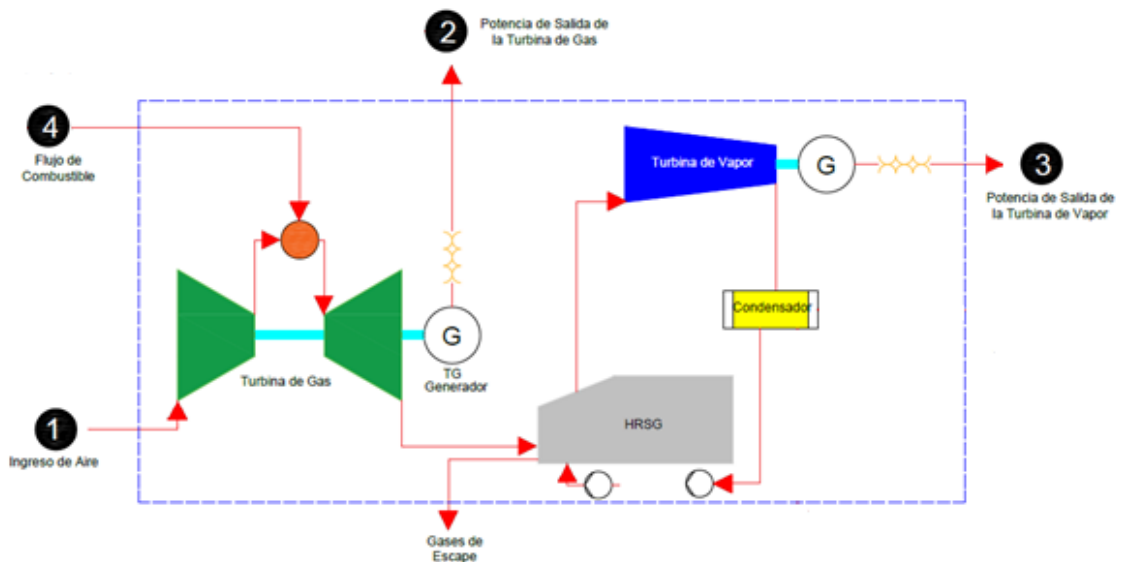 2
Potencia de Salida de
la Turbina de Gas
4
Flujo de
Combustible
Turbina de Vapor
G
3
Potencia de Salida de
la Turbina de Vapor
Condensador
G
TG
Generador
Turbina de Gas
1
Ingreso de Aire
HRSG
Gases de
Escape